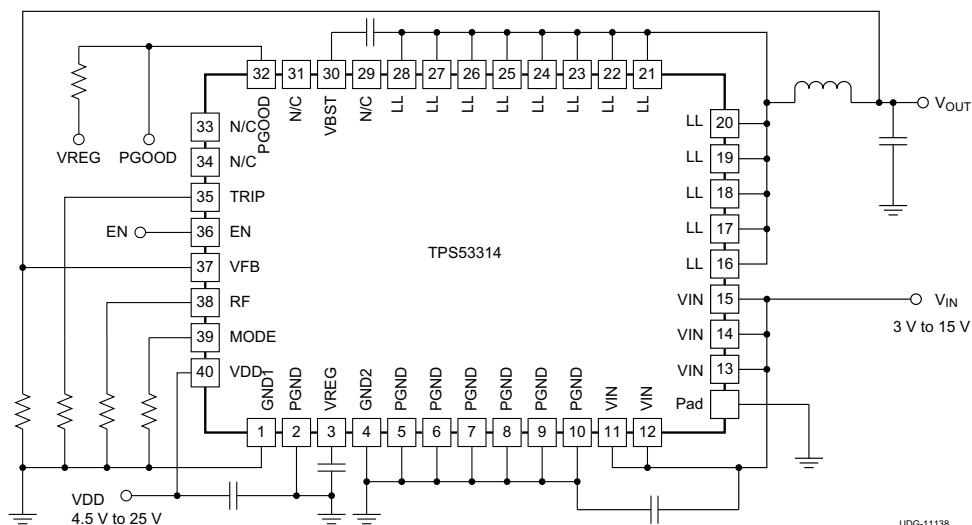 32 31 30 29 28 27 26 25 24 23 22 21
PGOOD N/C VBST N/C LL LL LL LL LL LL LL LL
VREG PGOOD
33 N/C
34 N/C
35 TRIP
EN 36 EN
37 VFB
38 RF
39 MODE
40 VDD
TPS53314
LL 20
LL 19
LL 18
LL 17
LL 16
VIN 15
VIN 14
VIN 13
Pad
VOUT
VIN
3 V to 15 V
GND1 PGND VREG GND2 PGND PGND PGND PGND PGND PGND VIN VIN
1 2 3 4 5 6 7 8 9 10 11 12
VDD
4.5 V to 25 V
UDG-11138